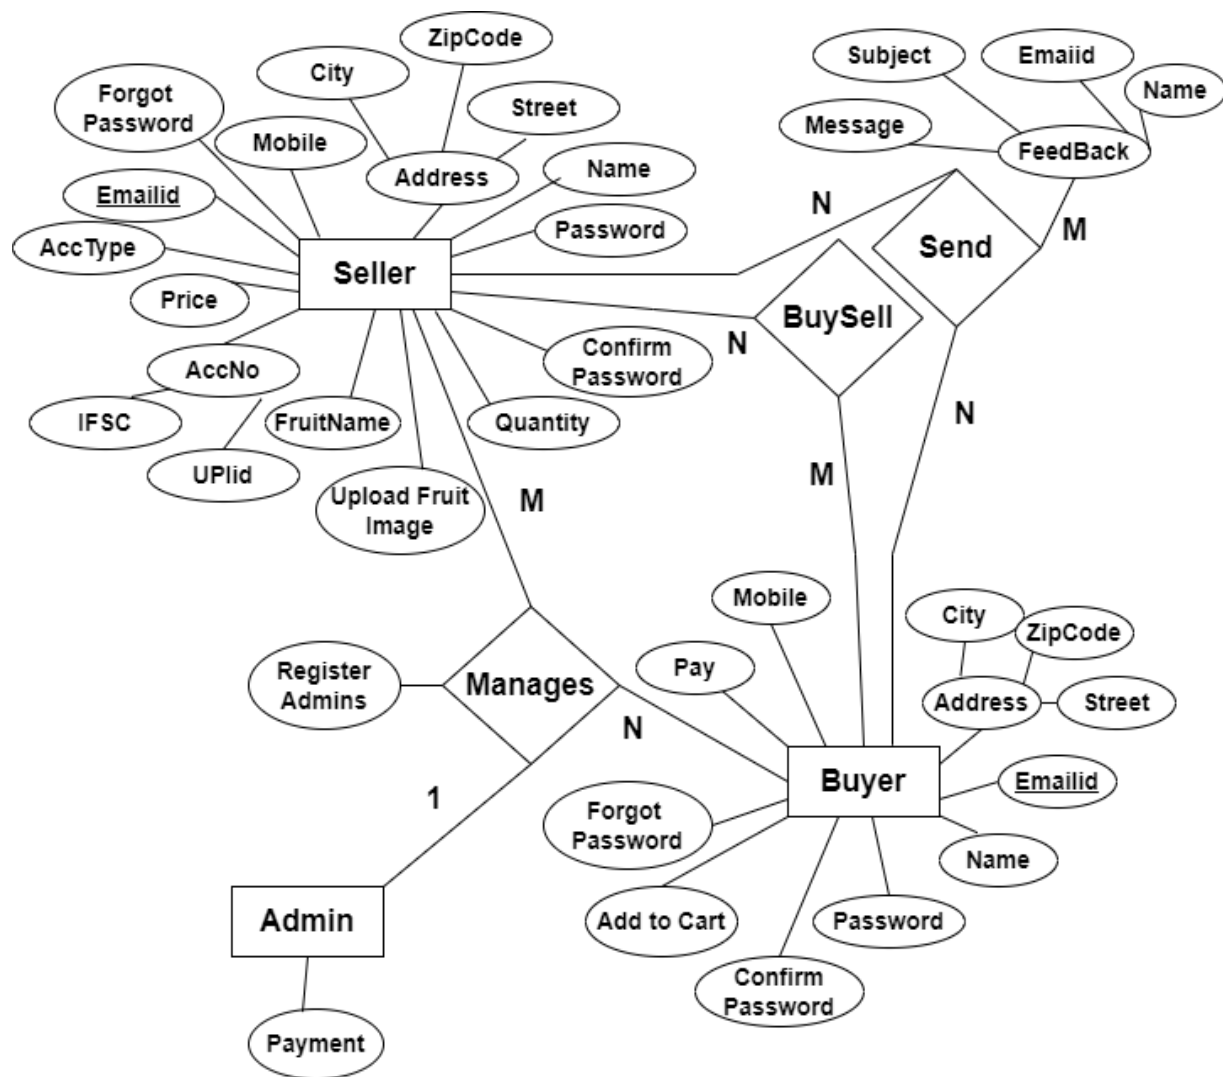 ZipCode
City
Forgot
Password
Mobile
Street
Address
Name
Emailid
Password
AccType
Seller
Price
AccNo
Confirm
Password
IFSC
FruitName
Quantity
UPIid
Upload Fruit
Image
Subject
Emaiid
Name
Message
FeedBack
N
M
Send
BuySell
N
N
M
M
Register
Admins
Manages
N
1
Admin
Payment
Mobile
Pay
City
ZipCode
Address
Street
Buyer
Emailid
Forgot
Password
Name
Add to Cart
Password
Confirm
Password